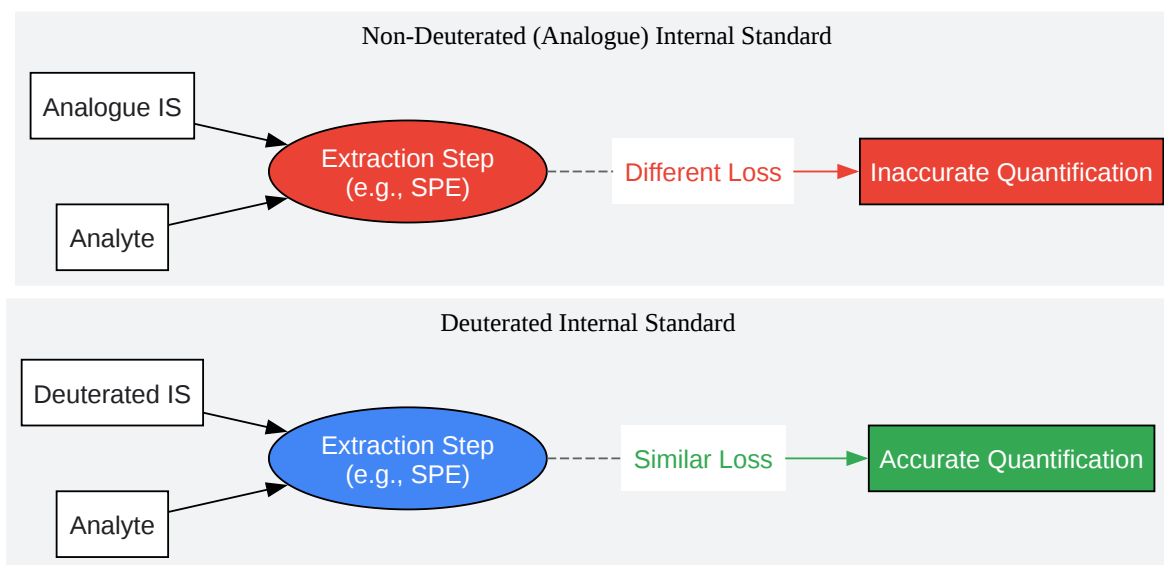 Non-Deuterated (Analogue) Internal Standard
Analogue IS
Extraction Step
(e.g., SPE)
Different Loss
Inaccurate Quantification
Analyte
Deuterated Internal Standard
Deuterated IS
Extraction Step
(e.g., SPE)
Similar Loss
Accurate Quantification
Analyte